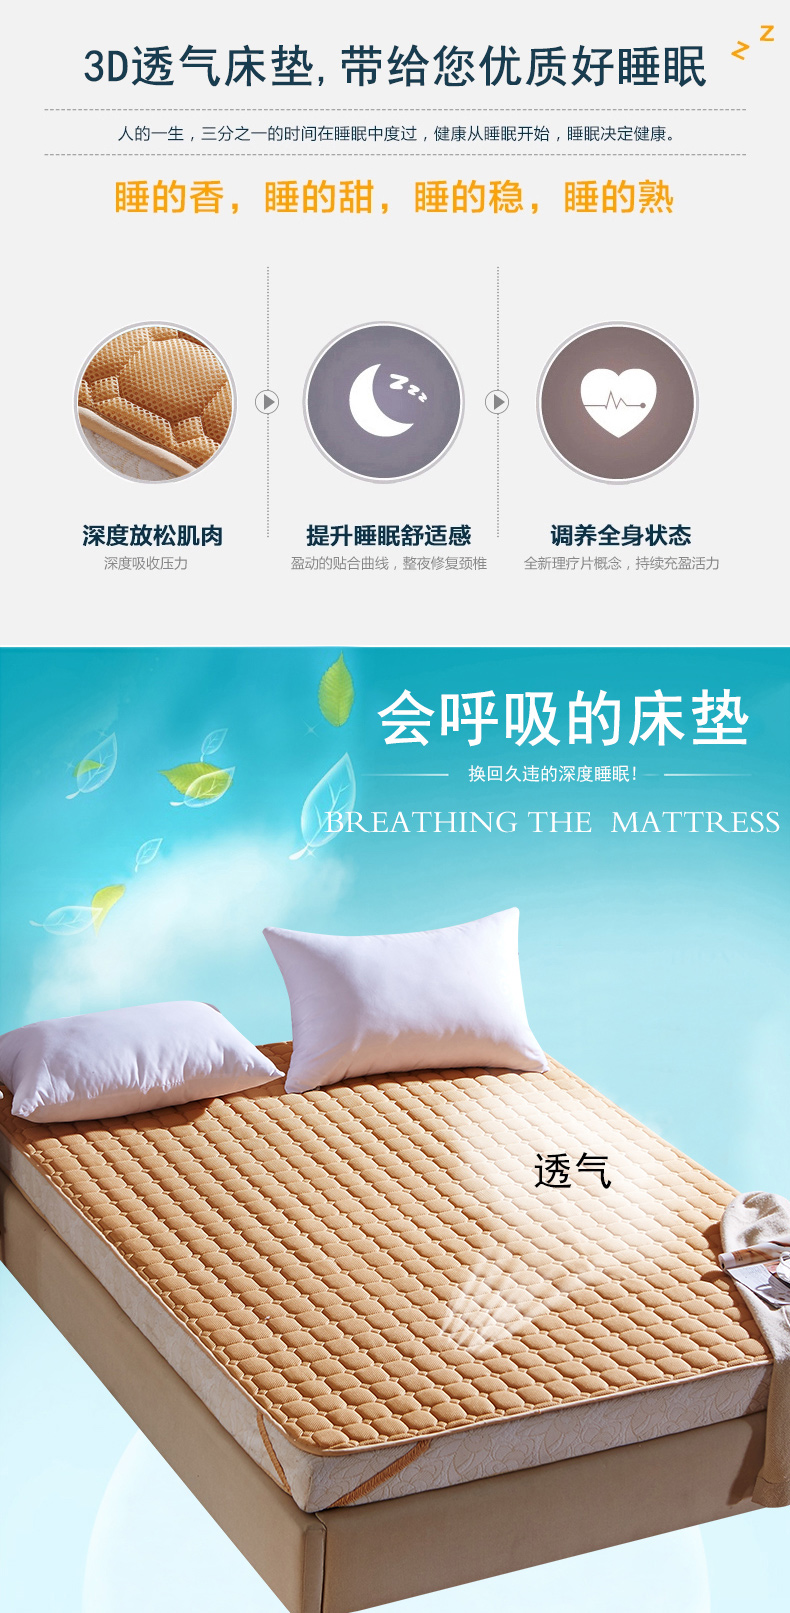 3D透气床垫,带给您优质好睡眠
z
z
人的一生，三分之一的时间在睡眠中度过，健康从睡眠开始，睡眠决定健康。
睡的香，睡的甜，睡的稳，睡的熟
zzzz
深度放松肌肉
深度吸收压力
提升睡眠舒适感
盈动的贴合曲线，整夜修复颈椎
调养全身状态
全新理疗片概念，持续充盈活力
会呼吸的床垫
换回久违的深度睡眠！
BREATHING THE MATTRESS
透气